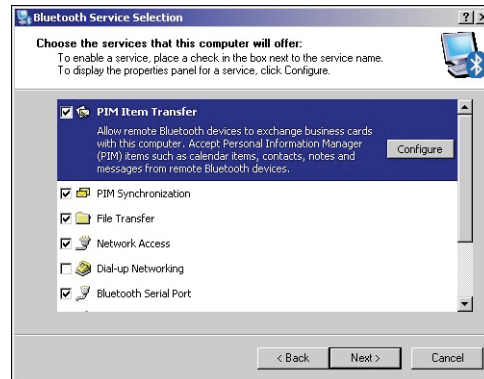 Bluetooth Service Selection
Choose the services that this computer will offer:
To enable a service, place a check in the box next to the service name.
To display the properties panel for a service, click Configure.
PIM Item Transfer
Allow remote Bluetooth devices to exchange business cards
with this computer. Accept Personal Information Manager
(PIM) items such as calendar items, contacts, notes and
messages from remote Bluetooth devices.
Configure
PIM Synchronization
File Transfer
Network Access
Dial-up Networking
Bluetooth Serial Port
< Back
Next >
Cancel